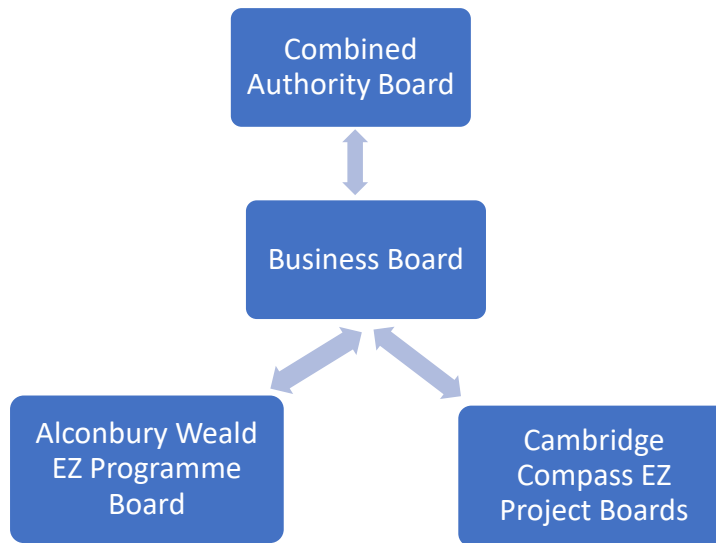 Combined
Authority Board
Business Board
Alconbury Weald
EZ Programme
Board
Cambridge
Compass EZ
Project Boards